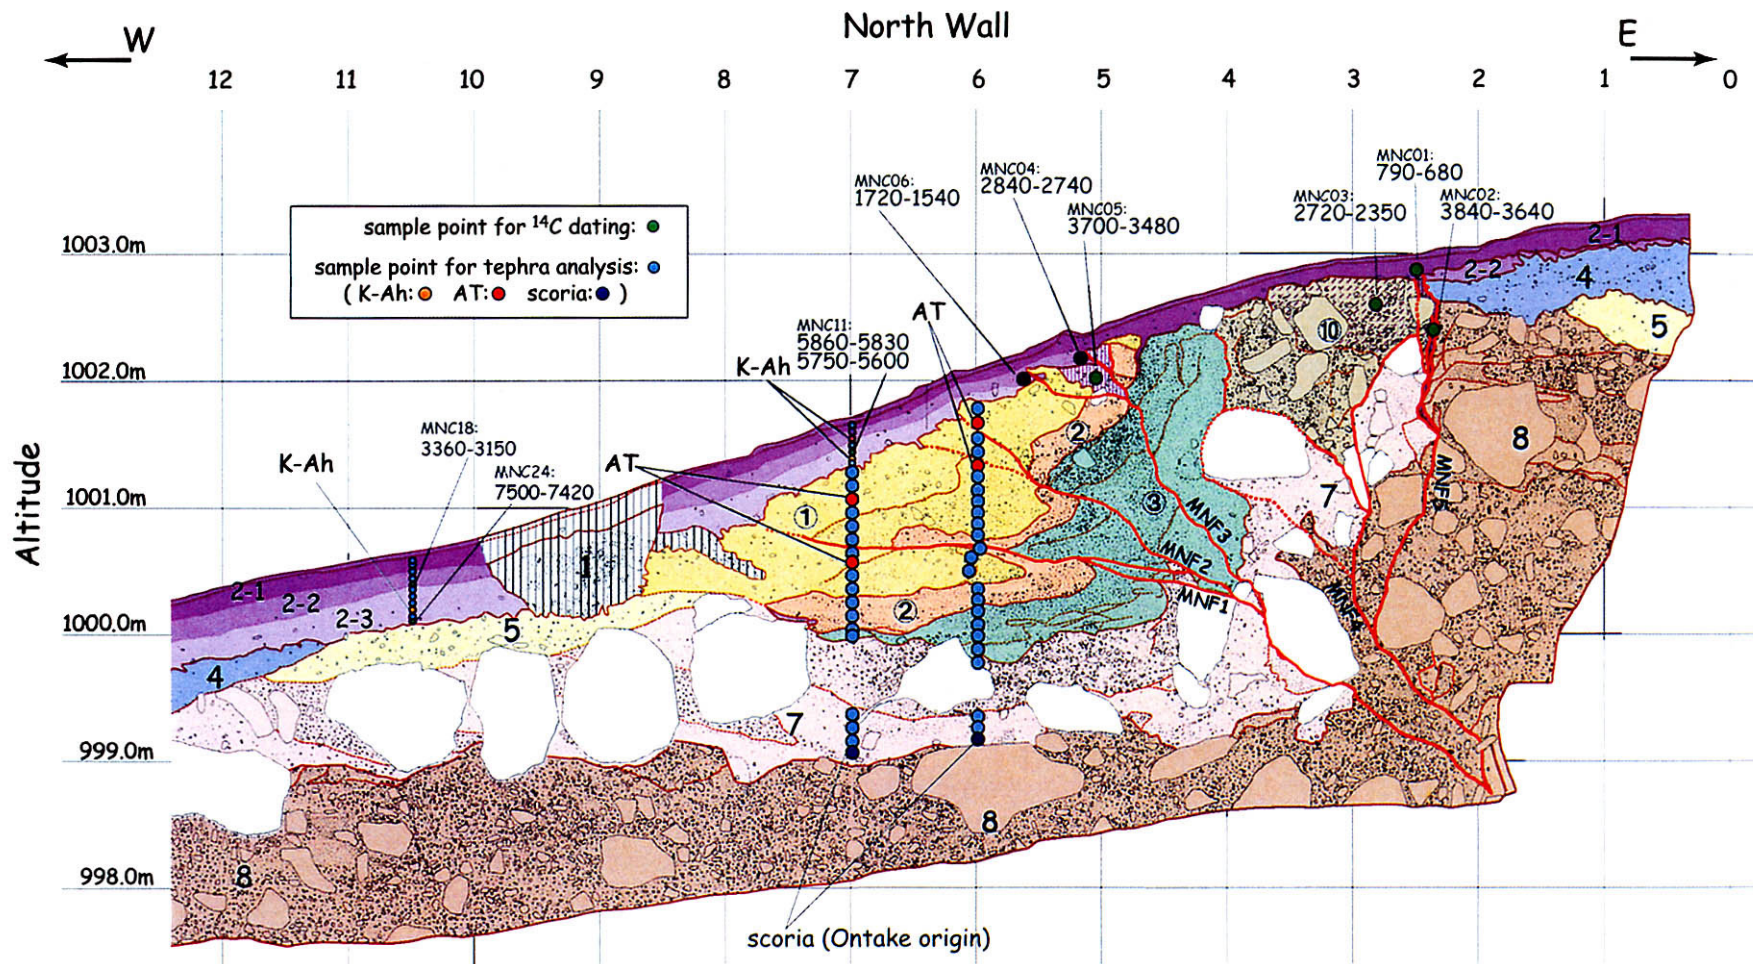 North Wall
W
E
12 11 10 9 8 7 6 5 4 3 2 1 0
Altitude
1003.0m
1002.0m
1001.0m
1000.0m
999.0m
998.0m
sample point for 14C dating:
sample point for tephra analysis:
( K-Ah: AT: scoria: )
MNC06:
1720-1540
MNC04:
2840-2740
MNC05:
3700-3480
MNC03:
2720-2350
MNC01:
790-680
MNC02:
3840-3640
MNC11:
5860-5830
5750-5600
K-Ah
AT
MNC18:
3360-3150
MNC24:
7500-7420
K-Ah
AT
2-1
2-2
4
5
⑩
8
7
②
③
①
1
2-1
2-2
2-3
5
4
②
7
8
8
MNF5
MNF3
MNF2
MNF1
MNF4
scoria (Ontake origin)